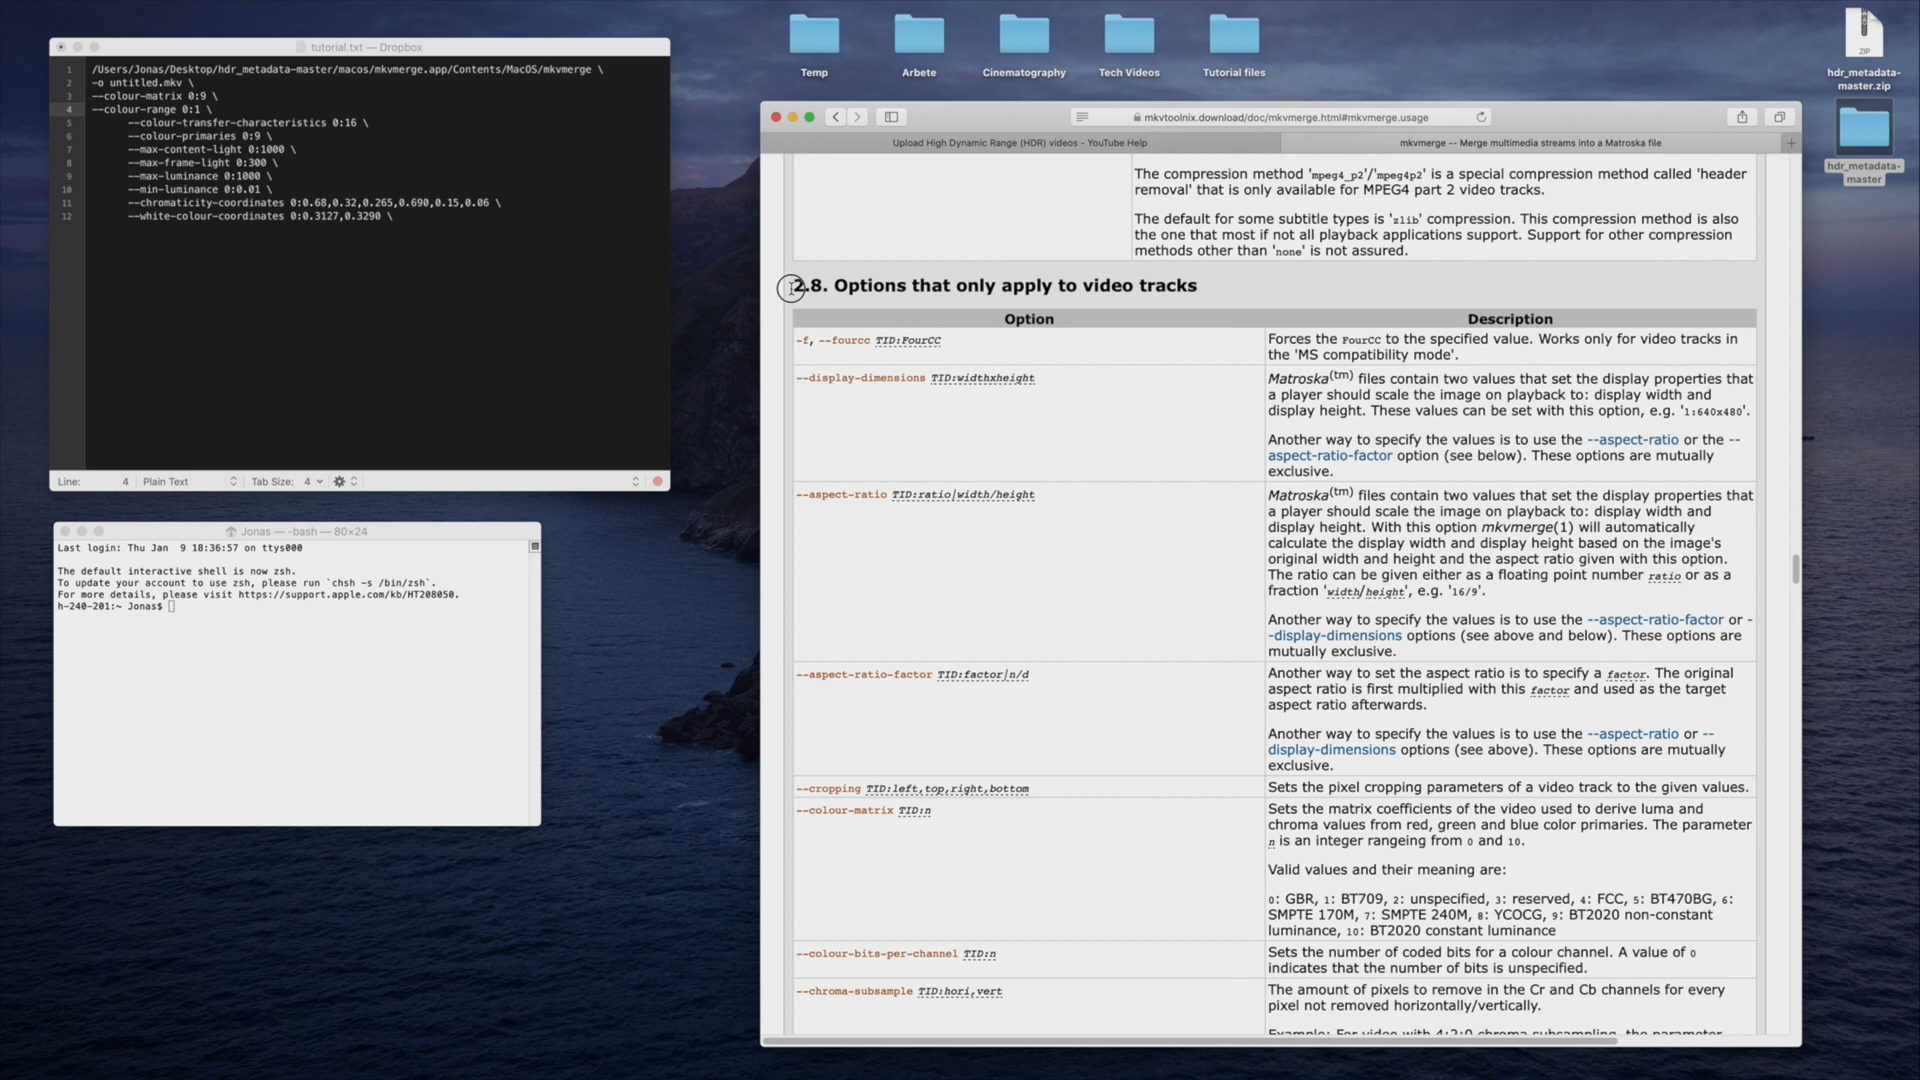 Temp
Arbete
Cinematography
Tech Videos
Tutorial files
ZIP
hdr_metadata-
master.zip
hdr_metadata-
master
tutorial.txt — Dropbox
1 /Users/Jonas/Desktop/hdr_metadata-master/macos/mkvmerge.app/Contents/MacOS/mkvmerge \
2 -o untitled.mkv \
3 --colour-matrix 0:9 \
4 --colour-range 0:1 \
5 --colour-transfer-characteristics 0:16 \
6 --colour-primaries 0:9 \
7 --max-content-light 0:1000 \
8 --max-frame-light 0:300 \
9 --max-luminance 0:1000 \
10 --min-luminance 0:0.01 \
11 --chromaticity-coordinates 0:0.68,0.32,0.265,0.690,0.15,0.06 \
12 --white-colour-coordinates 0:0.3127,0.3290 \
Line: 4 Plain Text Tab Size: 4
Jonas — -bash — 80×24
Last login: Thu Jan  9 18:36:57 on ttys000
The default interactive shell is now zsh.
To update your account to use zsh, please run `chsh -s /bin/zsh`.
For more details, please visit https://support.apple.com/kb/HT208050.
h-240-201:~ Jonas$
mkvtoolnix.download/doc/mkvmerge.html#mkvmerge.usage
Upload High Dynamic Range (HDR) videos - YouTube Help
mkvmerge -- Merge multimedia streams into a Matroska file
The compression method 'mpeg4_p2'/'mpeg4p2' is a special compression method called 'header
removal' that is only available for MPEG4 part 2 video tracks.
The default for some subtitle types is 'zlib' compression. This compression method is also
the one that most if not all playback applications support. Support for other compression
methods other than 'none' is not assured.
2.8. Options that only apply to video tracks
Option Description
-f, --fourcc TID:FourCC
Forces the FourCC to the specified value. Works only for video tracks in
the 'MS compatibility mode'.
--display-dimensions TID:widthxheight
Matroska(tm) files contain two values that set the display properties that
a player should scale the image on playback to: display width and
display height. These values can be set with this option, e.g. '1:640x480'.
Another way to specify the values is to use the --aspect-ratio or the --
aspect-ratio-factor option (see below). These options are mutually
exclusive.
--aspect-ratio TID:ratio|width/height
Matroska(tm) files contain two values that set the display properties that
a player should scale the image on playback to: display width and
display height. With this option mkvmerge(1) will automatically
calculate the display width and display height based on the image's
original width and height and the aspect ratio given with this option.
The ratio can be given either as a floating point number ratio or as a
fraction 'width/height', e.g. '16/9'.
Another way to specify the values is to use the --aspect-ratio-factor or -
-display-dimensions options (see above and below). These options are
mutually exclusive.
--aspect-ratio-factor TID:factor|n/d
Another way to set the aspect ratio is to specify a factor. The original
aspect ratio is first multiplied with this factor and used as the target
aspect ratio afterwards.
Another way to specify the values is to use the --aspect-ratio or --
display-dimensions options (see above). These options are mutually
exclusive.
--cropping TID:left,top,right,bottom
Sets the pixel cropping parameters of a video track to the given values.
--colour-matrix TID:n
Sets the matrix coefficients of the video used to derive luma and
chroma values from red, green and blue color primaries. The parameter
n is an integer rangeing from 0 and 10.
Valid values and their meaning are:
0: GBR, 1: BT709, 2: unspecified, 3: reserved, 4: FCC, 5: BT470BG, 6:
SMPTE 170M, 7: SMPTE 240M, 8: YCOCG, 9: BT2020 non-constant
luminance, 10: BT2020 constant luminance
--colour-bits-per-channel TID:n
Sets the number of coded bits for a colour channel. A value of 0
indicates that the number of bits is unspecified.
--chroma-subsample TID:hori,vert
The amount of pixels to remove in the Cr and Cb channels for every
pixel not removed horizontally/vertically.
Example: For video with 4:2:0 chroma subsampling, the parameter